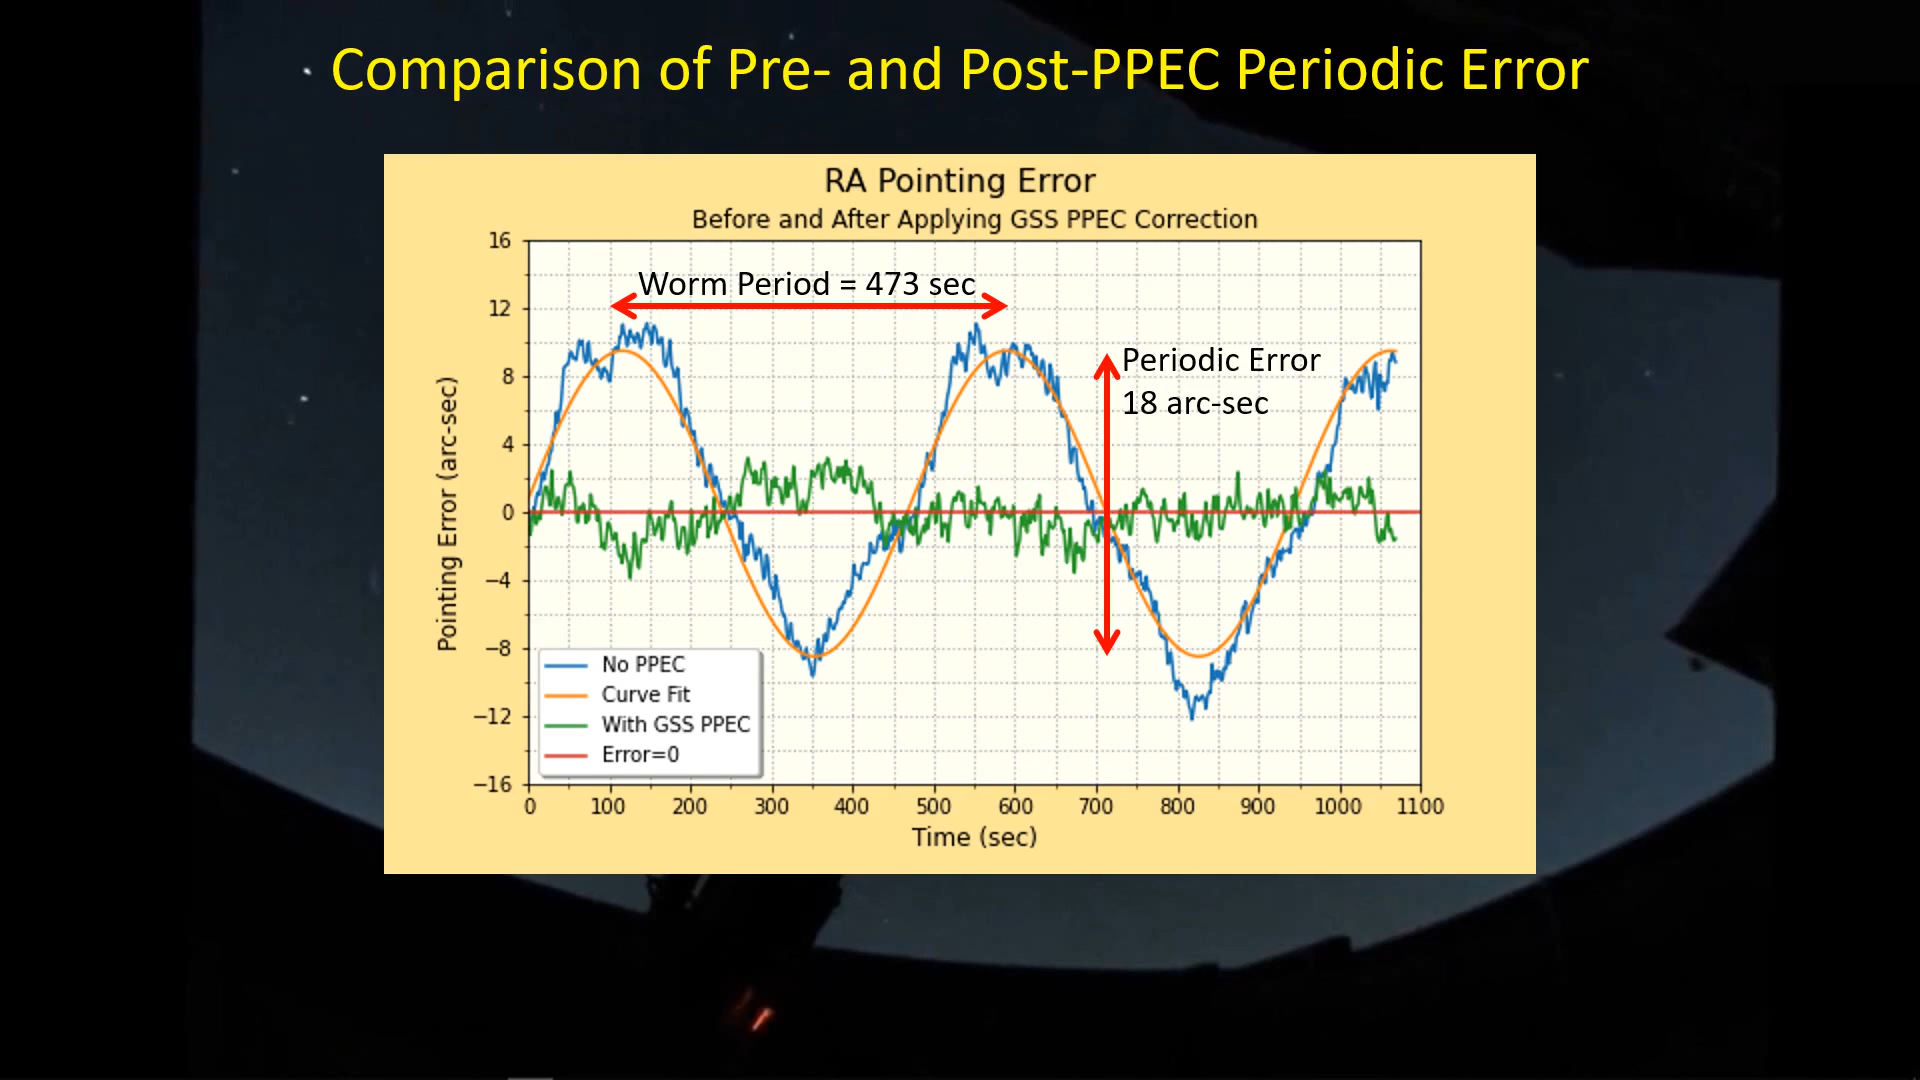 Comparison of Pre- and Post-PPEC Periodic Error
RA Pointing Error
Before and After Applying GSS PPEC Correction
16
12
8
4
0
−4
−8
−12
−16
Pointing Error (arc-sec)
Worm Period = 473 sec
Periodic Error
18 arc-sec
No PPEC
Curve Fit
With GSS PPEC
Error=0
0 100 200 300 400 500 600 700 800 900 1000 1100
Time (sec)